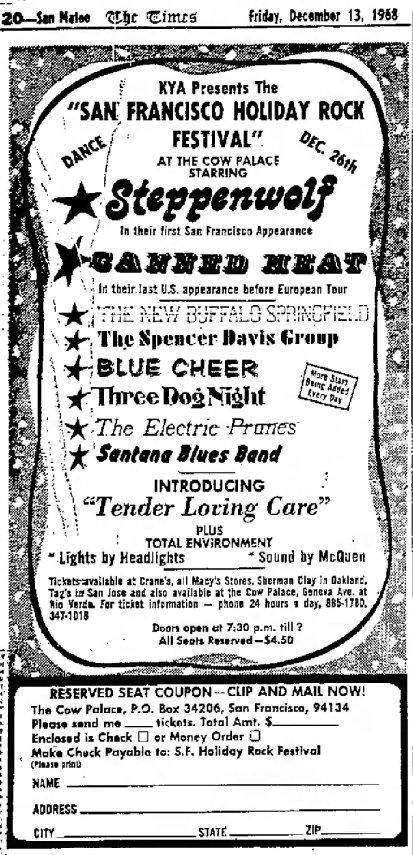 20—San Mateo The Times Friday, December 13, 1968
KYA Presents The
"SAN FRANCISCO HOLIDAY ROCK
FESTIVAL"
DANCE
DEC. 26th
AT THE COW PALACE
STARRING
Steppenwolf
In their first San Francisco Appearance
CANNED HEAT
In their last U.S. appearance before European Tour
THE NEW BUFFALO SPRINGFIELD
The Spencer Davis Group
BLUE CHEER
Three Dog Night
More Stars
Being Added
Every Day
The Electric Prunes
Santana Blues Band
INTRODUCING
"Tender Loving Care"
PLUS
TOTAL ENVIRONMENT
* Lights by Headlights * Sound by McQuen
Tickets available at Crane's, all Macy's Stores, Sherman Clay in Oakland,
Tag's in San Jose and also available at the Cow Palace, Geneva Ave. at
Rio Verde. For ticket information — phone 24 hours a day, 885-1780,
347-1018
Doors open at 7:30 p.m. till ?
All Seats Reserved—$4.50
RESERVED SEAT COUPON—CLIP AND MAIL NOW!
The Cow Palace, P.O. Box 34206, San Francisco, 94134
Please send me ____ tickets. Total Amt. $____
Enclosed is Check □ or Money Order □
Make Check Payable to: S.F. Holiday Rock Festival
(Please print)
NAME
ADDRESS
CITY STATE ZIP